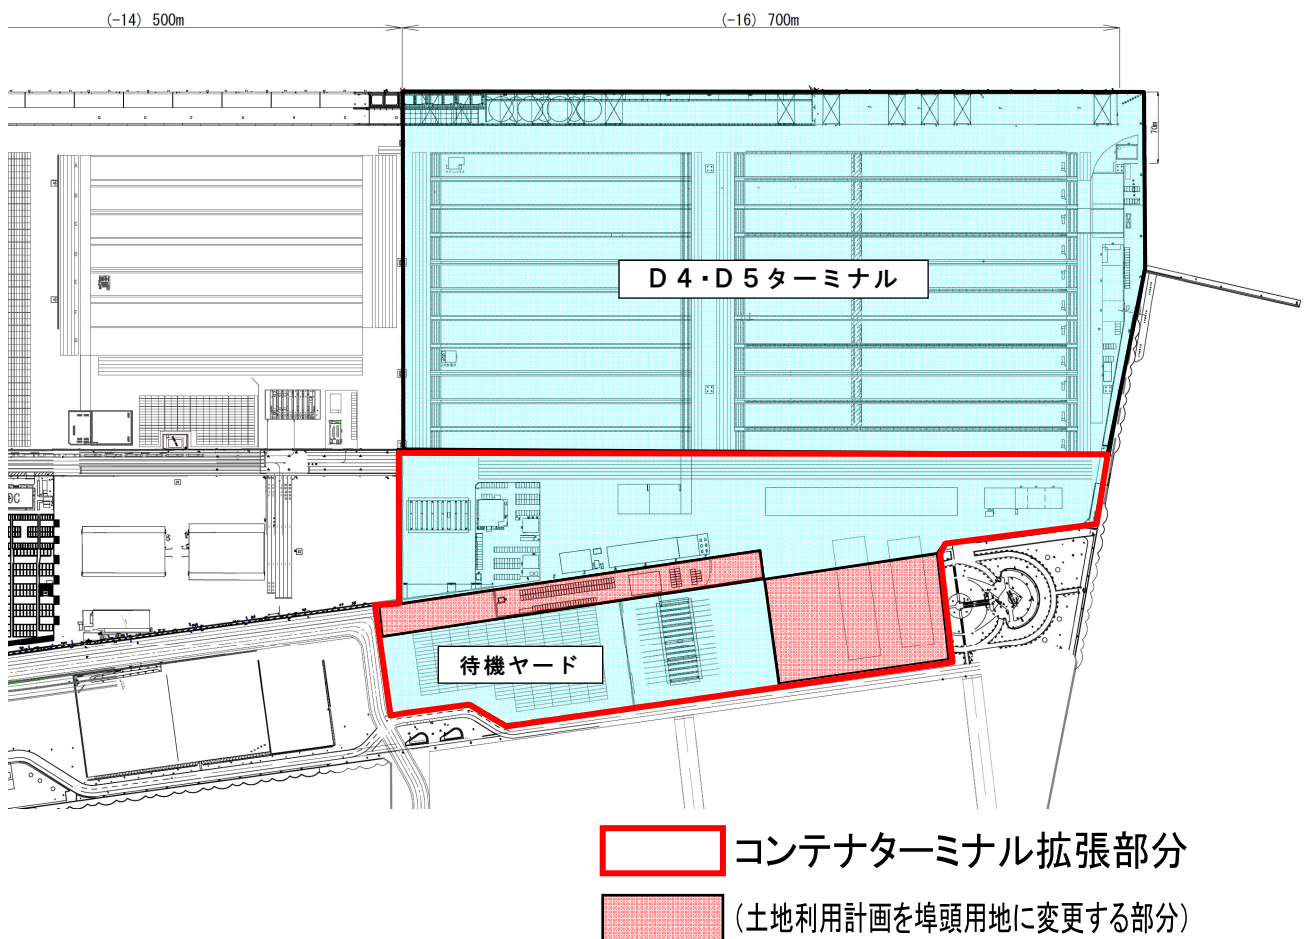 (-14) 500m
(-16) 700m
70m
D4・D5ターミナル
待機ヤード
コンテナターミナル拡張部分
(土地利用計画を埠頭用地に変更する部分)